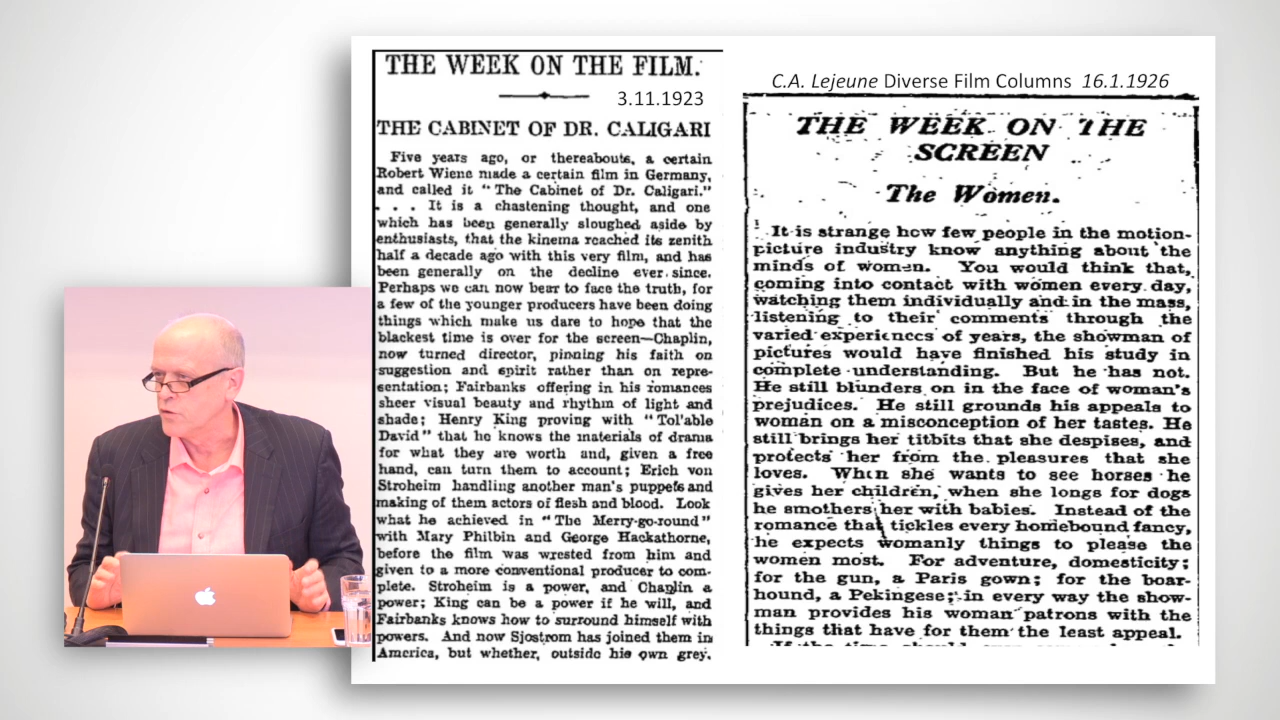 THE WEEK ON THE FILM.
3.11.1923
THE CABINET OF DR. CALIGARI
Five years ago, or thereabouts, a certain
Robert Wiene made a certain film in Germany,
and called it "The Cabinet of Dr. Caligari."
. . . It is a chastening thought, and one
which has been generally sloughed aside by
enthusiasts, that the kinema reached its zenith
half a decade ago with this very film, and has
been generally on the decline ever since.
Perhaps we can now bear to face the truth, for
a few of the younger producers have been doing
things which make us dare to hope that the
blackest time is over for the screen—Chaplin,
now turned director, pinning his faith on
suggestion and spirit rather than on repre-
sentation; Fairbanks offering in his romances
sheer visual beauty and rhythm of light and
shade; Henry King proving with "Tol'able
David" that he knows the materials of drama
for what they are worth and, given a free
hand, can turn them to account; Erich von
Stroheim handling another man's puppets and
making of them actors of flesh and blood. Look
what he achieved in "The Merry-go-round"
with Mary Philbin and George Hackathorne,
before the film was wrested from him and
given to a more conventional producer to com-
plete. Stroheim is a power, and Chaplin a
power; King can be a power if he will, and
Fairbanks knows how to surround himself with
powers. And now Sjostrom has joined them in
America, but whether, outside his own grey,
C.A. Lejeune Diverse Film Columns 16.1.1926
THE WEEK ON THE
SCREEN
The Women.
It is strange how few people in the motion-
picture industry know anything about the
minds of women. You would think that,
coming into contact with women every day,
watching them individually and in the mass,
listening to their comments through the
varied experiences of years, the showman of
pictures would have finished his study in
complete understanding. But he has not.
He still blunders on in the face of woman's
prejudices. He still grounds his appeals to
woman on a misconception of her tastes. He
still brings her titbits that she despises, and
protects her from the pleasures that she
loves. When she wants to see horses he
gives her children, when she longs for dogs
he smothers her with babies. Instead of the
romance that tickles every homebound fancy,
he expects womanly things to please the
women most. For adventure, domesticity;
for the gun, a Paris gown; for the boar-
hound, a Pekingese; in every way the show-
man provides his woman patrons with the
things that have for them the least appeal.